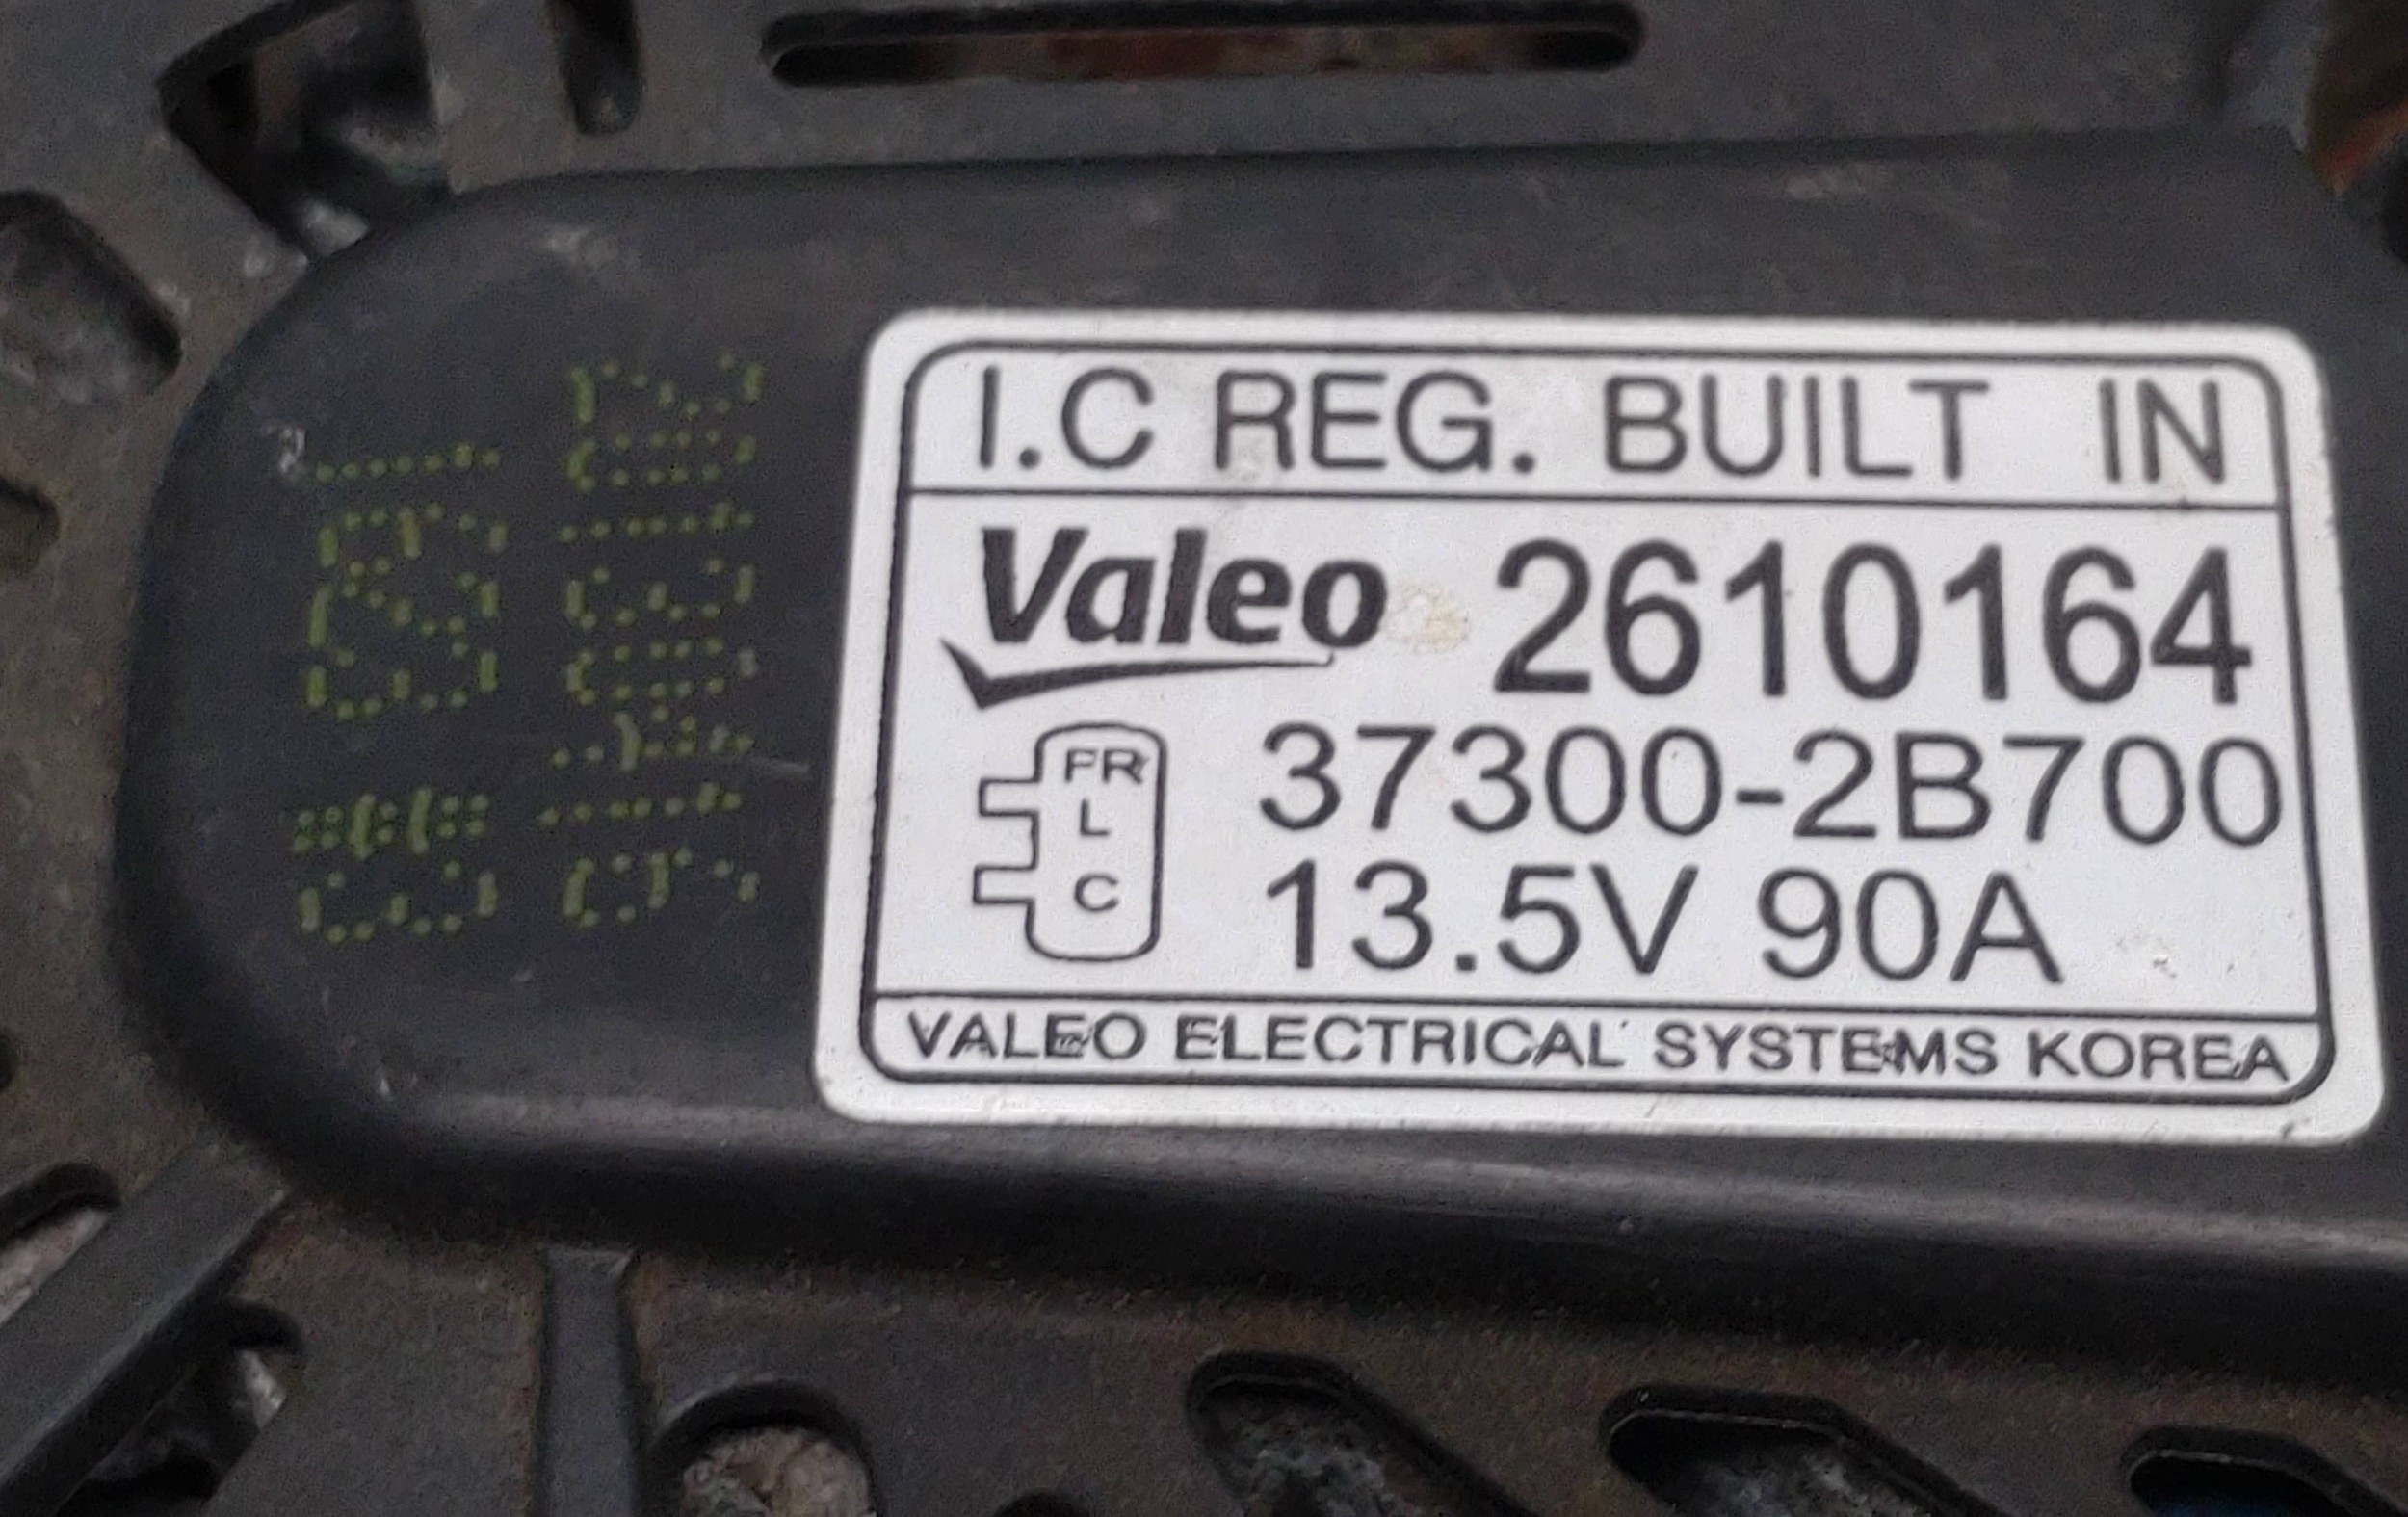 I.C REG. BUILT IN
Valeo 2610164
FR
L
C
37300-2B700
13.5V 90A
VALEO ELECTRICAL SYSTEMS KOREA